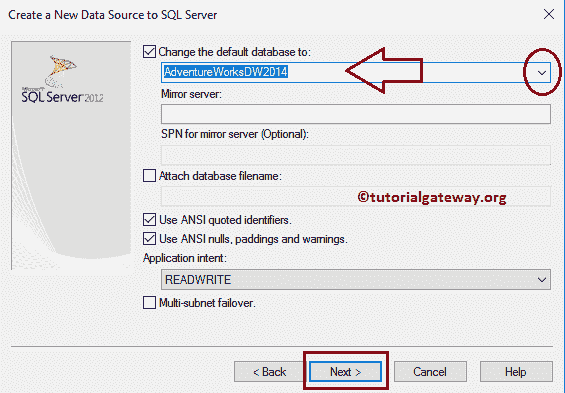 Create a New Data Source to SQL Server
Change the default database to:
AdventureWorksDW2014
Mirror server:
SPN for mirror server (Optional):
Attach database filename:
©tutorialgateway.org
Use ANSI quoted identifiers.
Use ANSI nulls, paddings and warnings.
Application intent:
READWRITE
Multi-subnet failover.
< Back
Next >
Cancel
Help
Microsoft
SQL Server 2012